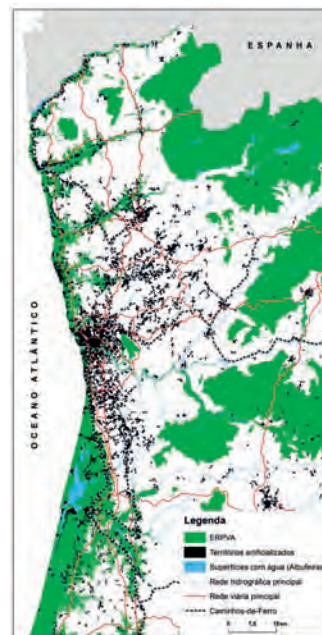 ESPANHA
OCEANO ATLÂNTICO
Legenda
ERPVA
Territórios artificializados
Superfícies com água (Albufeiras)
Rede hidrográfica principal
Rede viária principal
Caminhos-de-Ferro